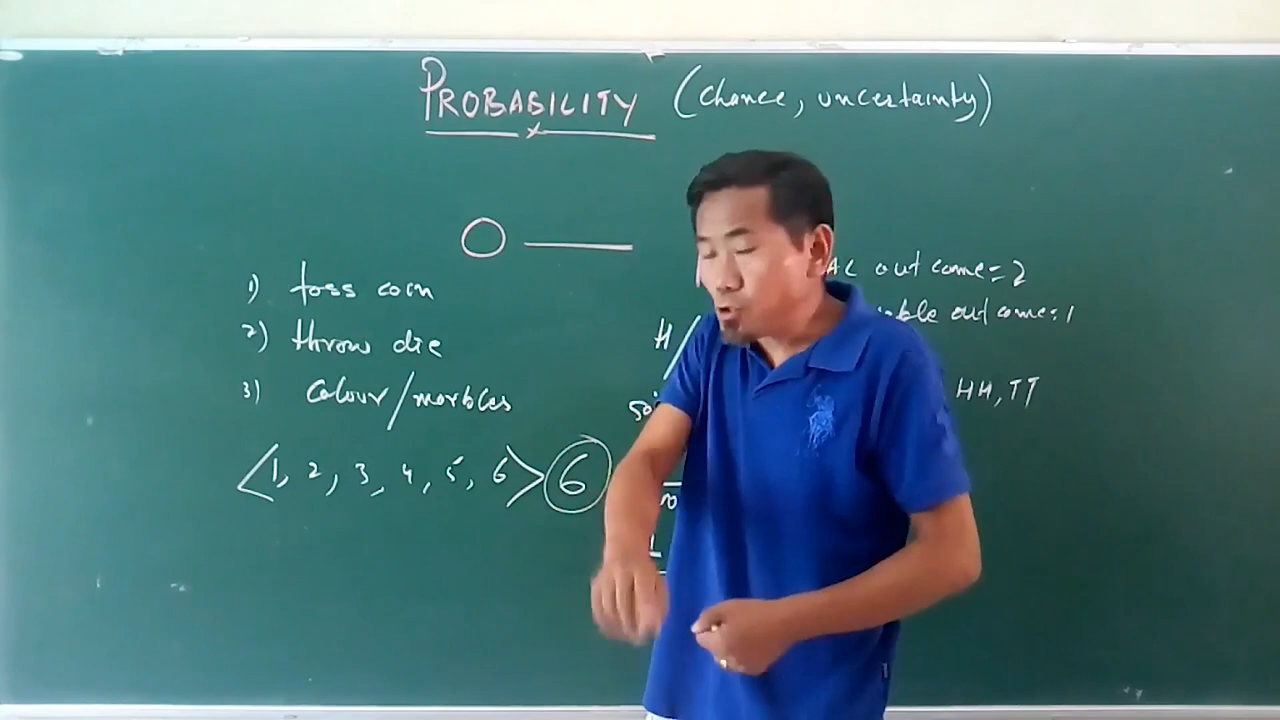 PROBABILITY (chance, uncertainty)
1) toss coin
2) throw die
3) Colour/marbles
<1, 2, 3, 4, 5, 6> 6
out come = 2
out come = 1
H /
HH, TT